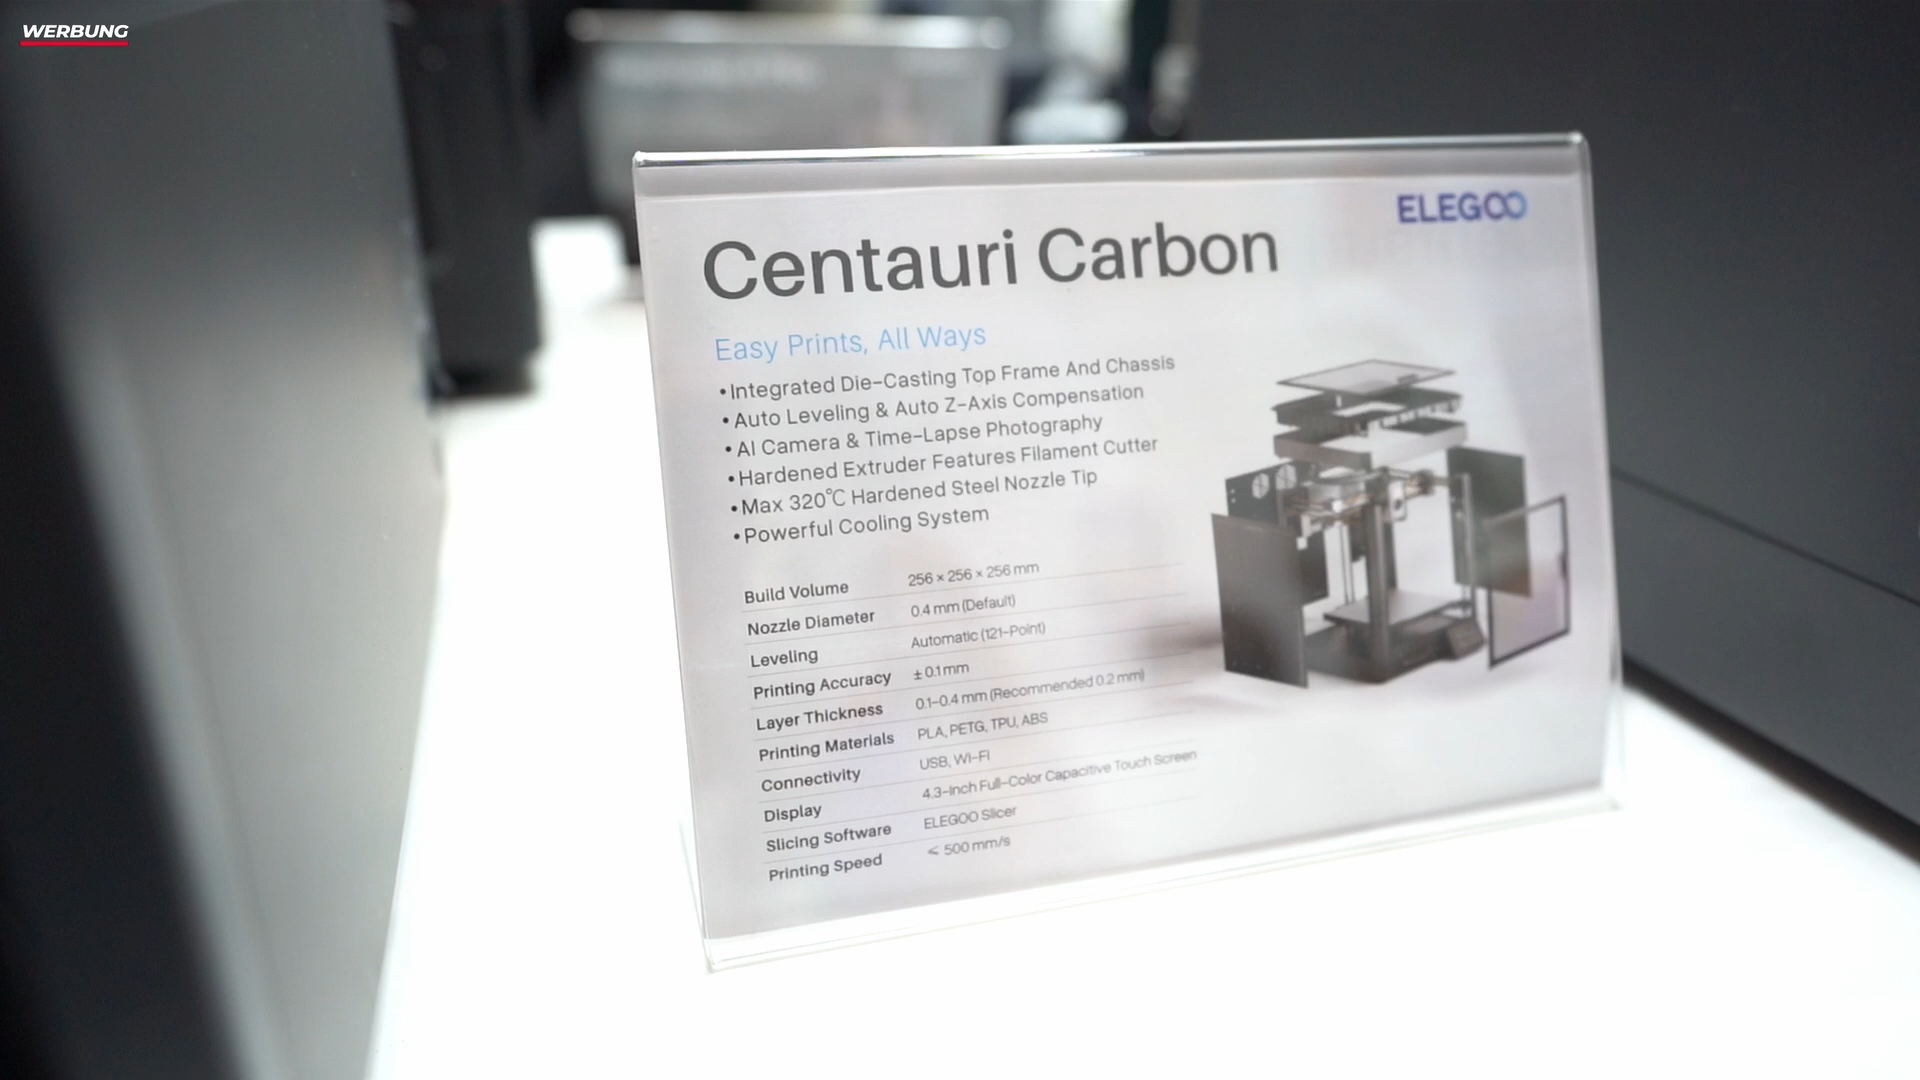 WERBUNG
ELEGOO
Centauri Carbon
Easy Prints, All Ways
• Integrated Die-Casting Top Frame And Chassis
• Auto Leveling & Auto Z-Axis Compensation
• AI Camera & Time-Lapse Photography
• Hardened Extruder Features Filament Cutter
• Max 320℃ Hardened Steel Nozzle Tip
• Powerful Cooling System
Build Volume 256 × 256 × 256 mm
Nozzle Diameter 0.4 mm (Default)
Leveling Automatic (121-Point)
Printing Accuracy ± 0.1 mm
Layer Thickness 0.1-0.4 mm (Recommended 0.2 mm)
Printing Materials PLA, PETG, TPU, ABS
Connectivity USB, Wi-Fi
Display 4.3-Inch Full-Color Capacitive Touch Screen
Slicing Software ELEGOO Slicer
Printing Speed ≤ 500 mm/s